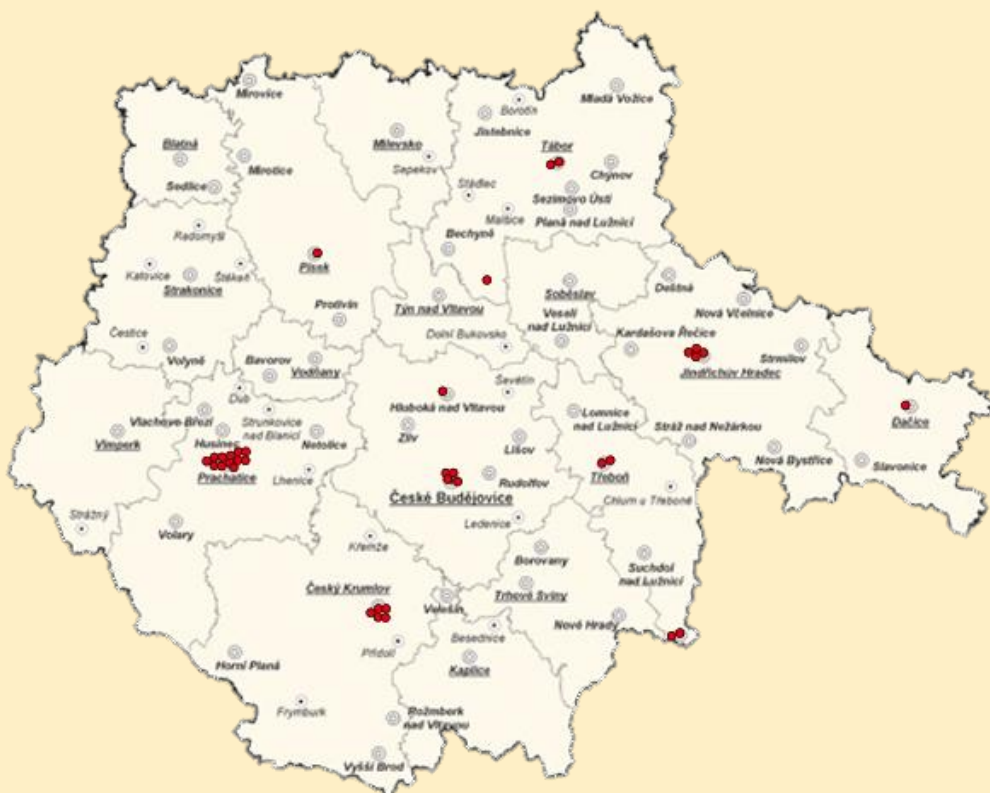 Mirovice
Mladá Vožice
Borotín
Jistebnice
Milevsko
Blatná
Tábor
Mirotice
Sepekov
Chýnov
Sedlice
Stádlec
Sezimovo Ústí
Malšice
Planá nad Lužnicí
Radomyšl
Bechyně
Katovice
Štěkeň
Písek
Strakonice
Deštná
Soběslav
Nová Včelnice
Protivín
Týn nad Vltavou
Veselí
nad Lužnicí
Čestice
Dolní Bukovsko
Kardašova Řečice
Volyně
Bavorov
Vodňany
Strmilov
Jindřichův Hradec
Ševětín
Dub
Hluboká nad Vltavou
Vlachovo Březí
Strunkovice
nad Blanicí
Lomnice
nad Lužnicí
Dačice
Vimperk
Husinec
Netolice
Zliv
Lišov
Stráž nad Nežárkou
Nová Bystřice
Slavonice
Prachatice
Lhenice
Rudolfov
Třeboň
České Budějovice
Chlum u Třeboně
Strážný
Volary
Ledenice
Křemže
Borovany
Suchdol
nad Lužnicí
Český Krumlov
Velešín
Trhové Sviny
Nové Hrady
Besednice
Přídolí
Horní Planá
Kaplice
Frymburk
Rožmberk
nad Vltavou
Vyšší Brod